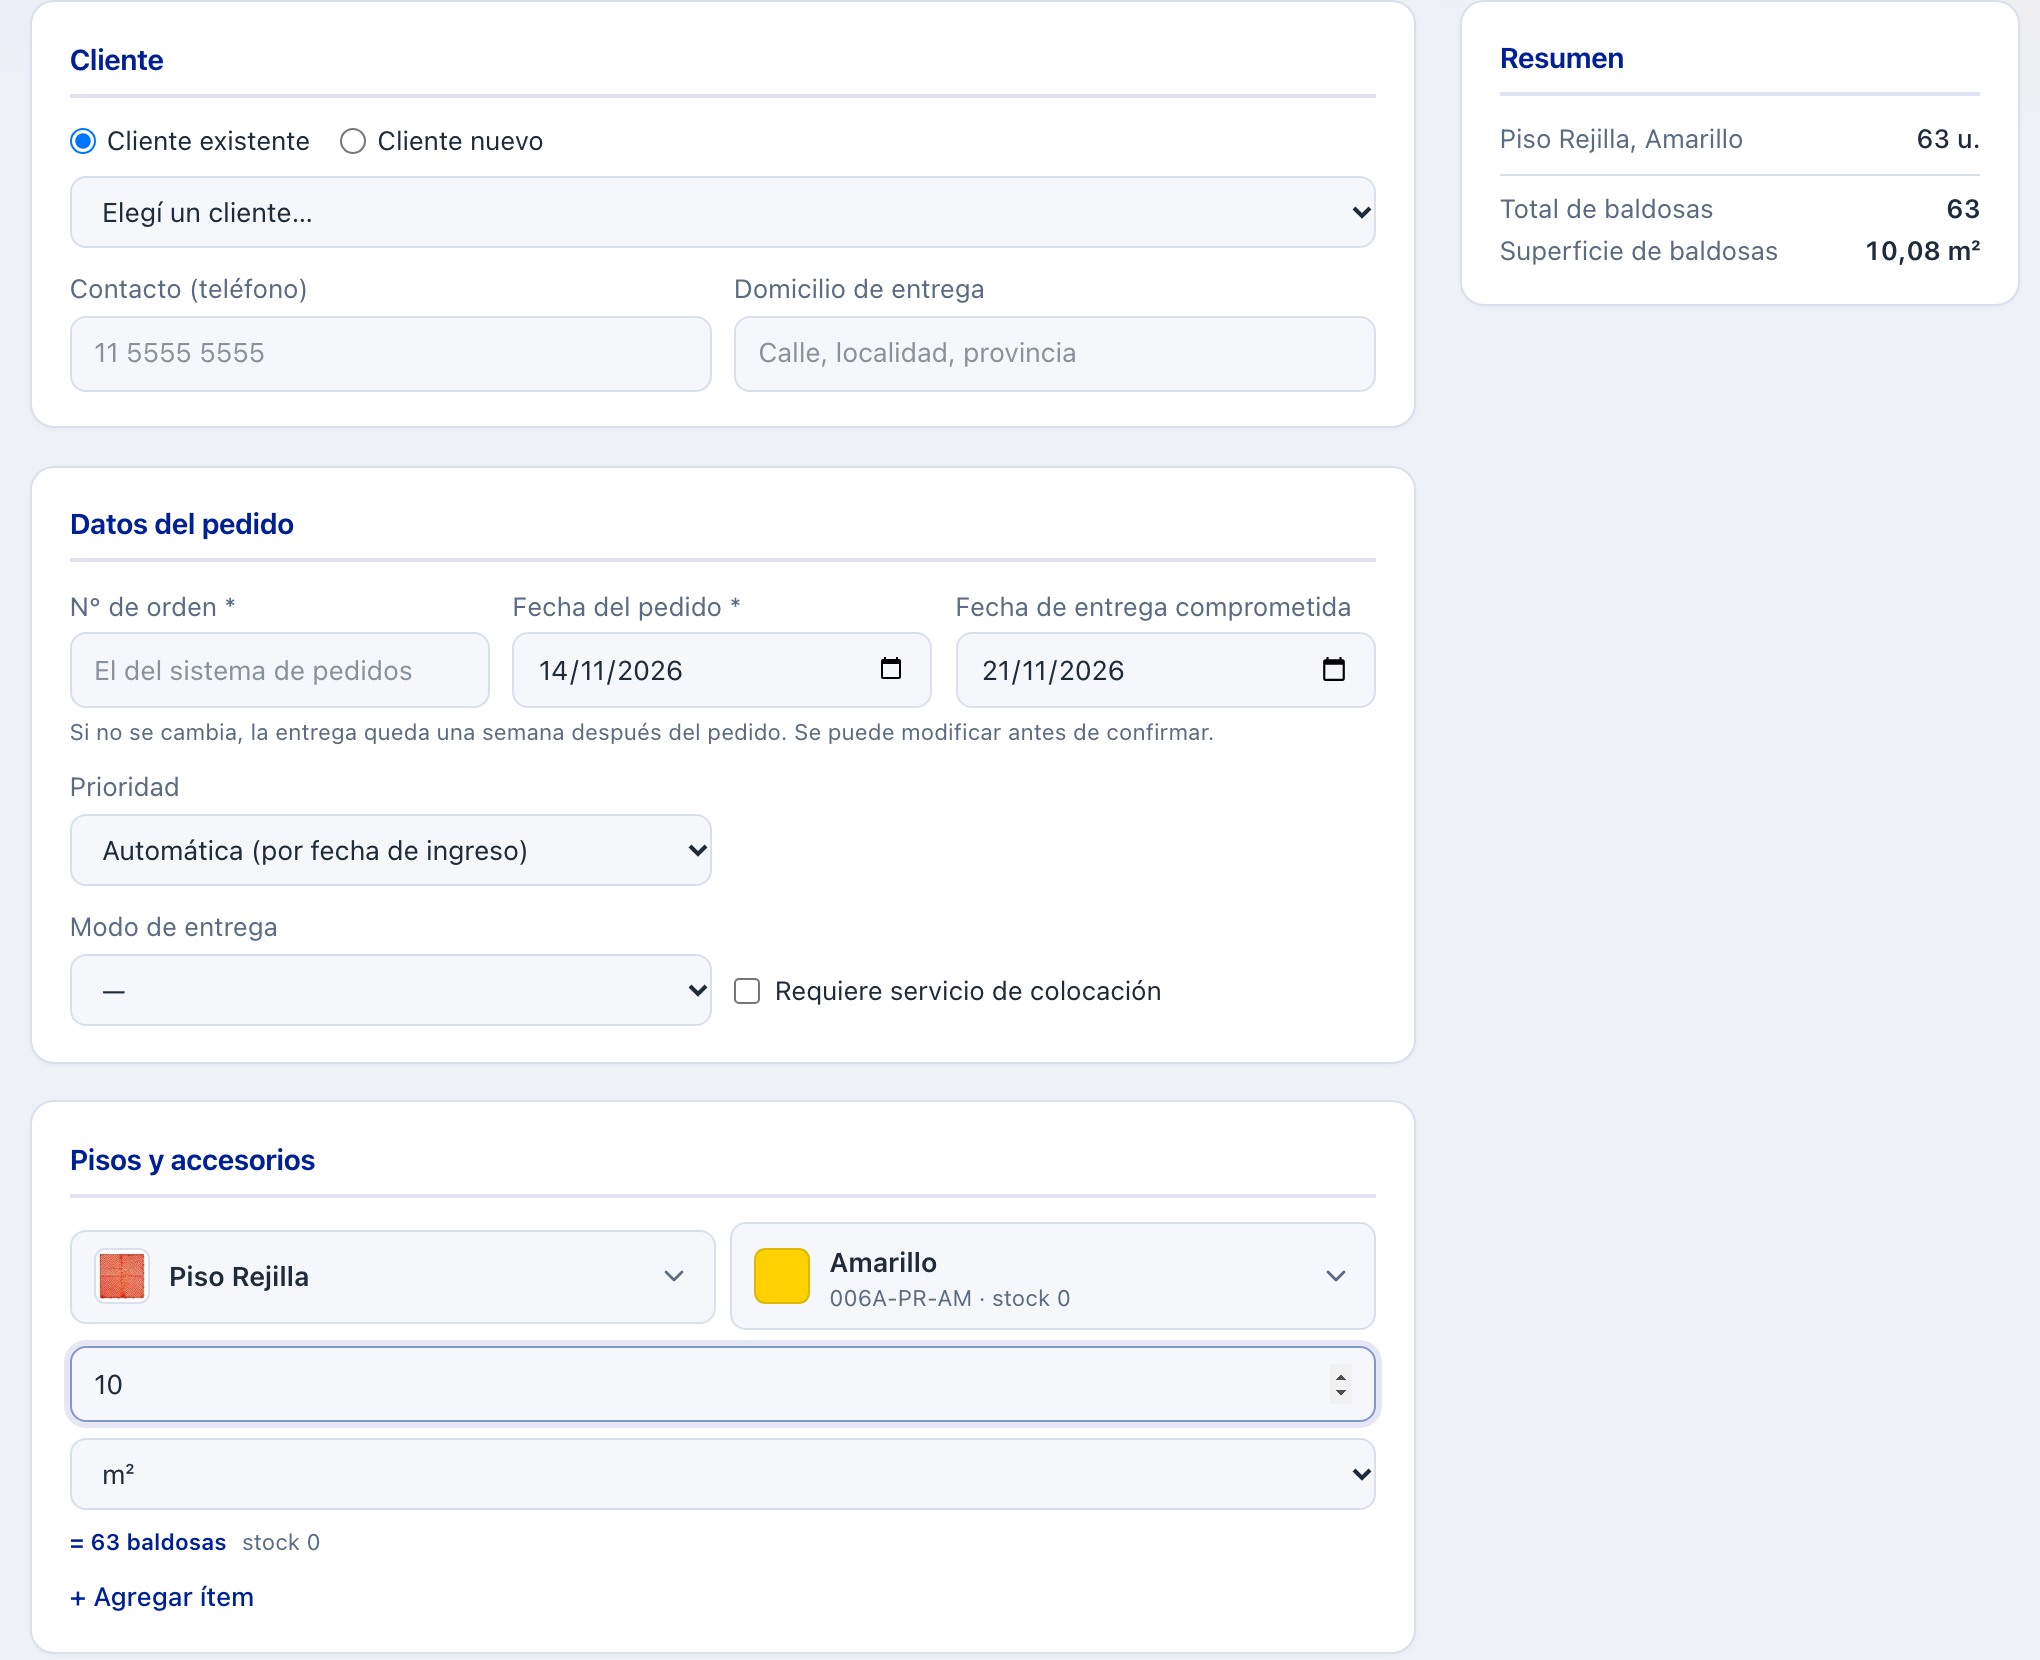 Cliente
Cliente existente
Cliente nuevo
Elegí un cliente...
Contacto (teléfono)
Domicilio de entrega
11 5555 5555
Calle, localidad, provincia
Datos del pedido
N° de orden *
Fecha del pedido *
Fecha de entrega comprometida
El del sistema de pedidos
14/11/2026
21/11/2026
Si no se cambia, la entrega queda una semana después del pedido. Se puede modificar antes de confirmar.
Prioridad
Automática (por fecha de ingreso)
Modo de entrega
—
Requiere servicio de colocación
Pisos y accesorios
Piso Rejilla
Amarillo
006A-PR-AM · stock 0
10
m²
= 63 baldosas stock 0
+ Agregar ítem
Resumen
Piso Rejilla, Amarillo 63 u.
Total de baldosas 63
Superficie de baldosas 10,08 m²